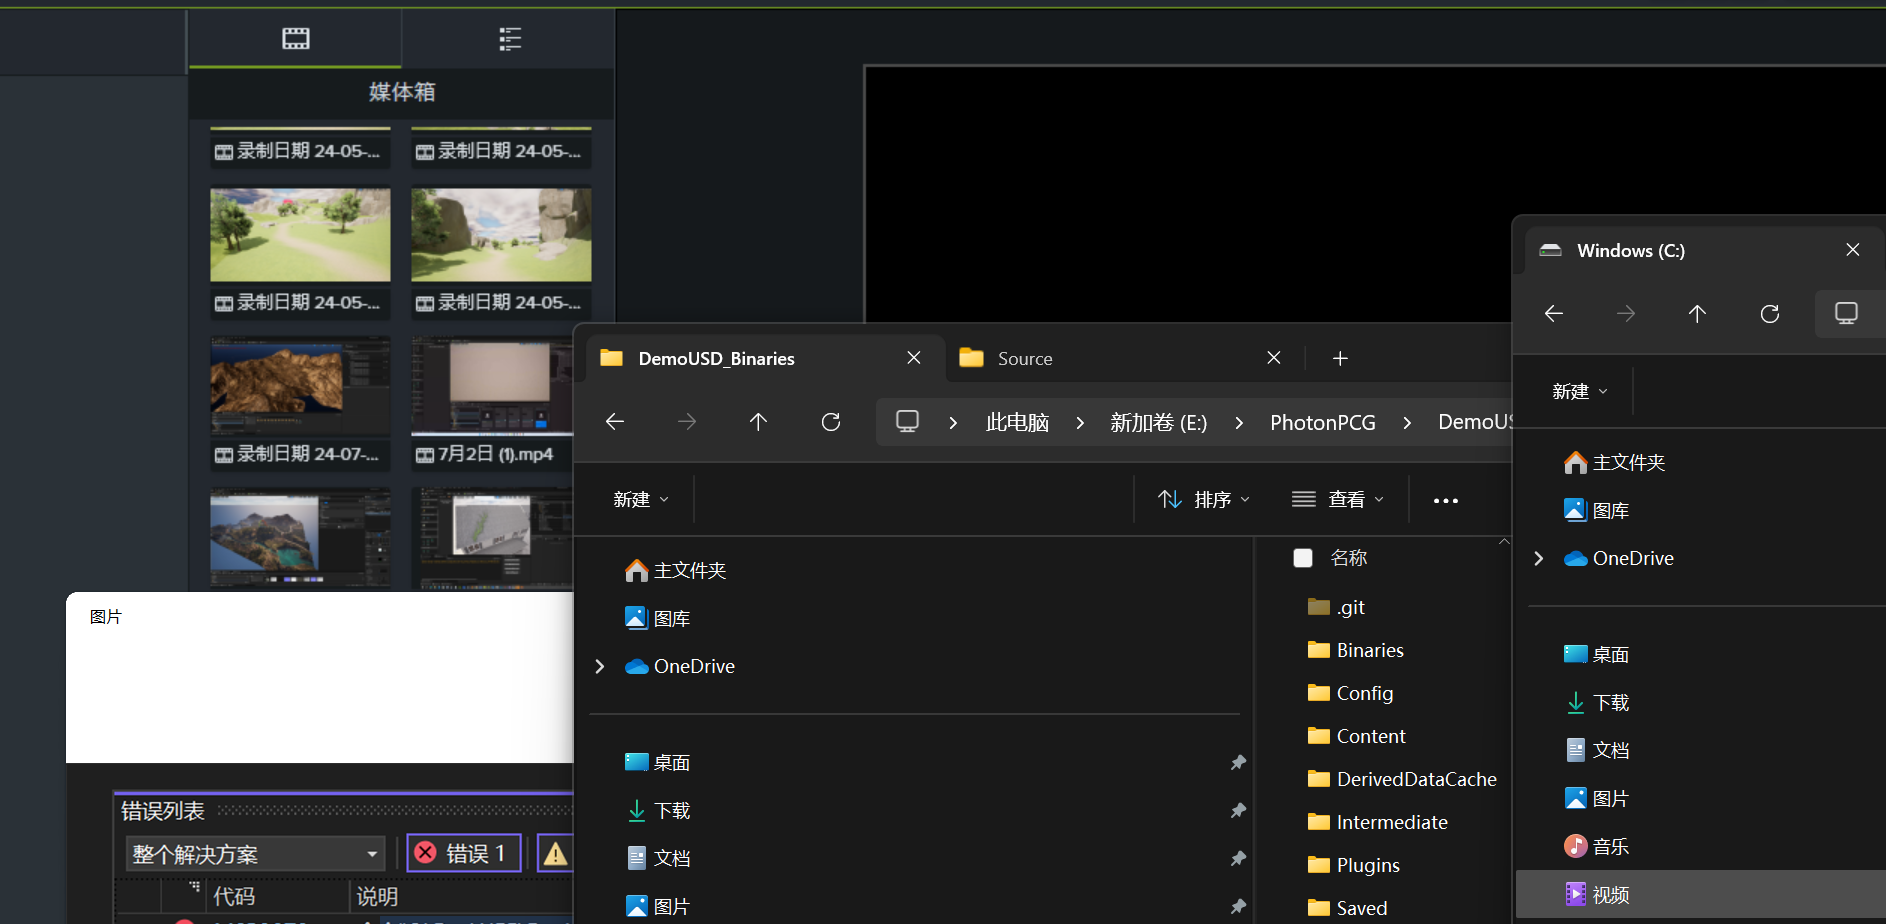 媒体箱
录制日期 24-05-...
录制日期 24-05-...
录制日期 24-05-...
录制日期 24-05-...
录制日期 24-07-...
7月2日 (1).mp4
图片
错误列表
整个解决方案
错误 1
代码
说明
DemoUSD_Binaries
Source
此电脑
新加卷 (E:)
PhotonPCG
DemoUS
新建
排序
查看
主文件夹
图库
OneDrive
桌面
下载
文档
图片
名称
.git
Binaries
Config
Content
DerivedDataCache
Intermediate
Plugins
Saved
Windows (C:)
新建
主文件夹
图库
OneDrive
桌面
下载
文档
图片
音乐
视频